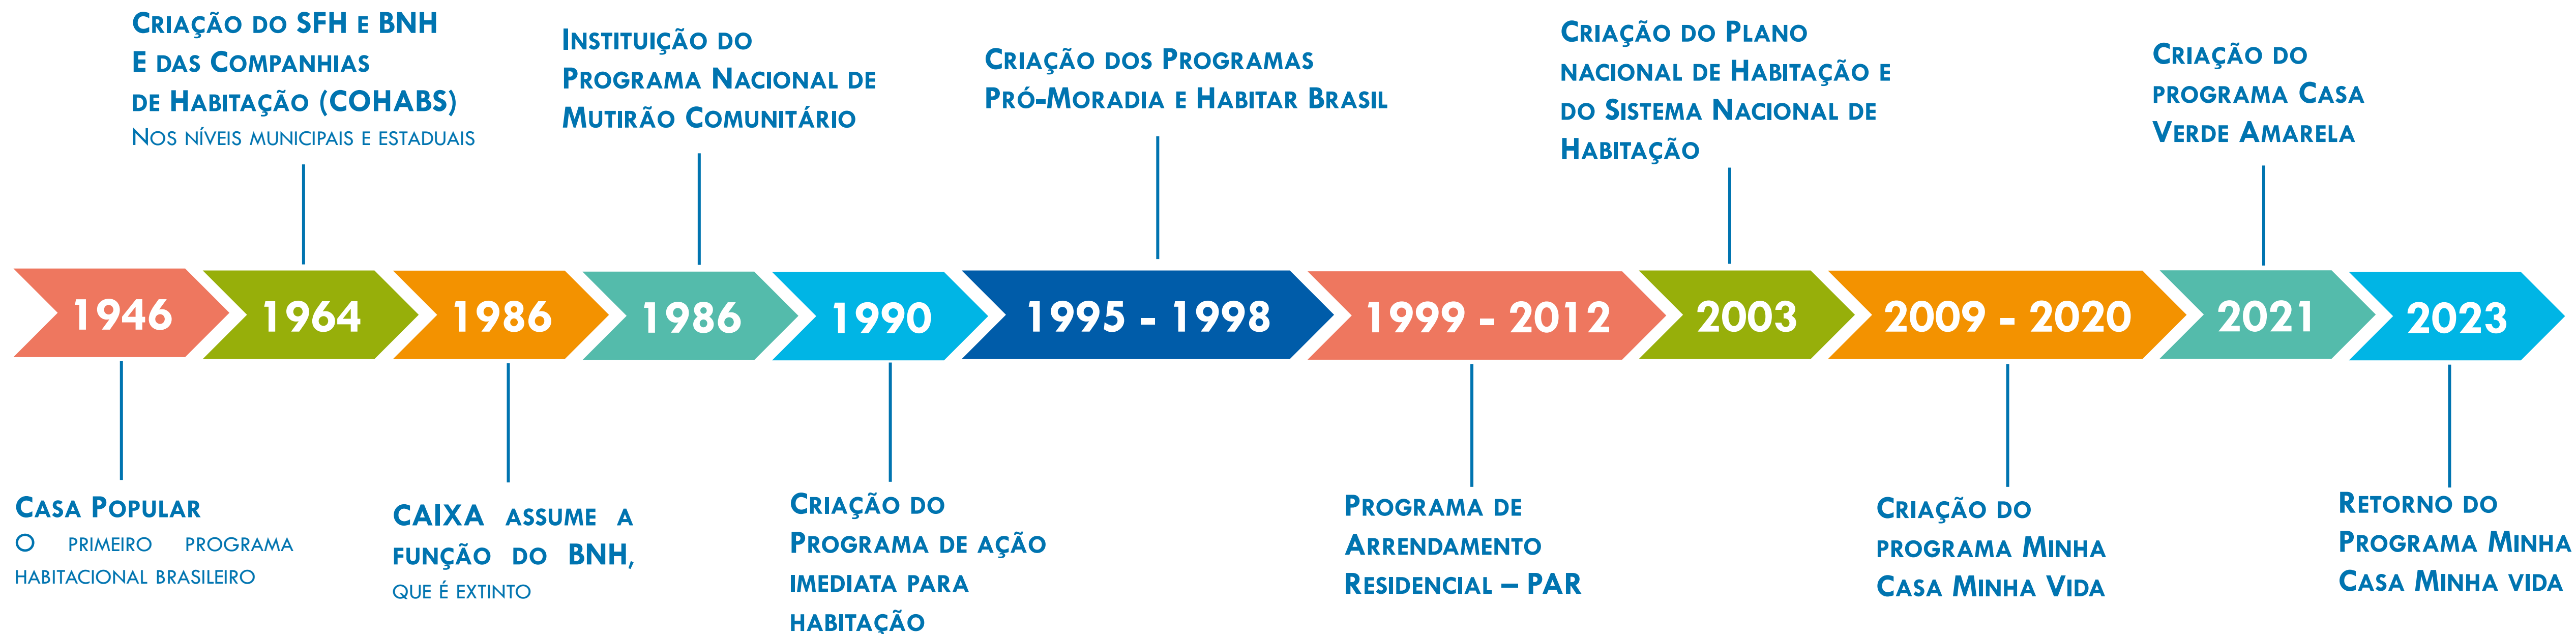 Criação do SFH e BNH
E das Companhias
de Habitação (COHABS)
Nos níveis municipais e estaduais
Instituição do
Programa Nacional de
Mutirão Comunitário
Criação dos Programas
Pró-Moradia e Habitar Brasil
Criação do Plano
nacional de Habitação e
do Sistema Nacional de
Habitação
Criação do
programa Casa
Verde Amarela
1946
1964
1986
1986
1990
1995 - 1998
1999 - 2012
2003
2009 - 2020
2021
2023
Casa Popular
O primeiro programa
habitacional brasileiro
CAIXA assume a
função do BNH,
que é extinto
Criação do
Programa de ação
imediata para
habitação
Programa de
Arrendamento
Residencial – PAR
Criação do
programa Minha
Casa Minha Vida
Retorno do
Programa Minha
Casa Minha vida